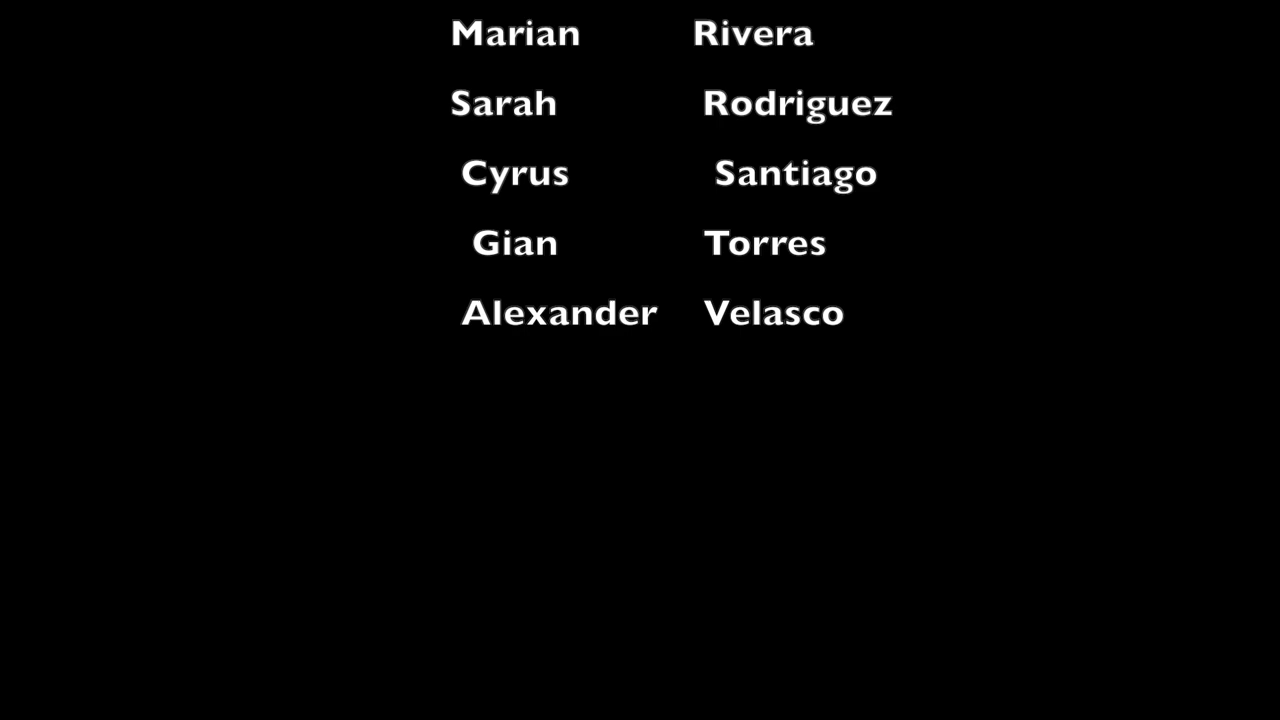 Marian Rivera
Sarah Rodriguez
Cyrus Santiago
Gian Torres
Alexander Velasco